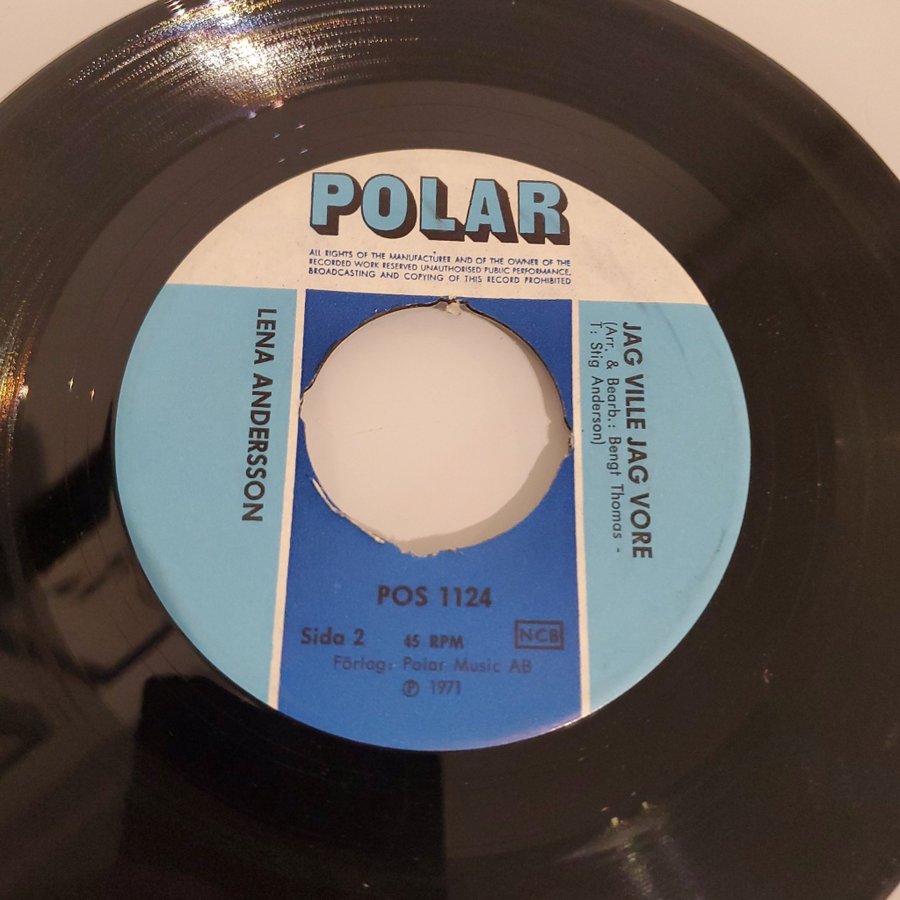 POLAR
ALL RIGHTS OF THE MANUFACTURER AND OF THE OWNER OF THE
RECORDED WORK RESERVED UNAUTHORISED PUBLIC PERFORMANCE,
BROADCASTING AND COPYING OF THIS RECORD PROHIBITED
LENA ANDERSSON
JAG VILLE JAG VORE
(Arr. & Bearb.: Bengt Thomas -
T: Stig Anderson)
POS 1124
Sida 2 45 RPM NCB
Förlag: Polar Music AB
℗ 1971